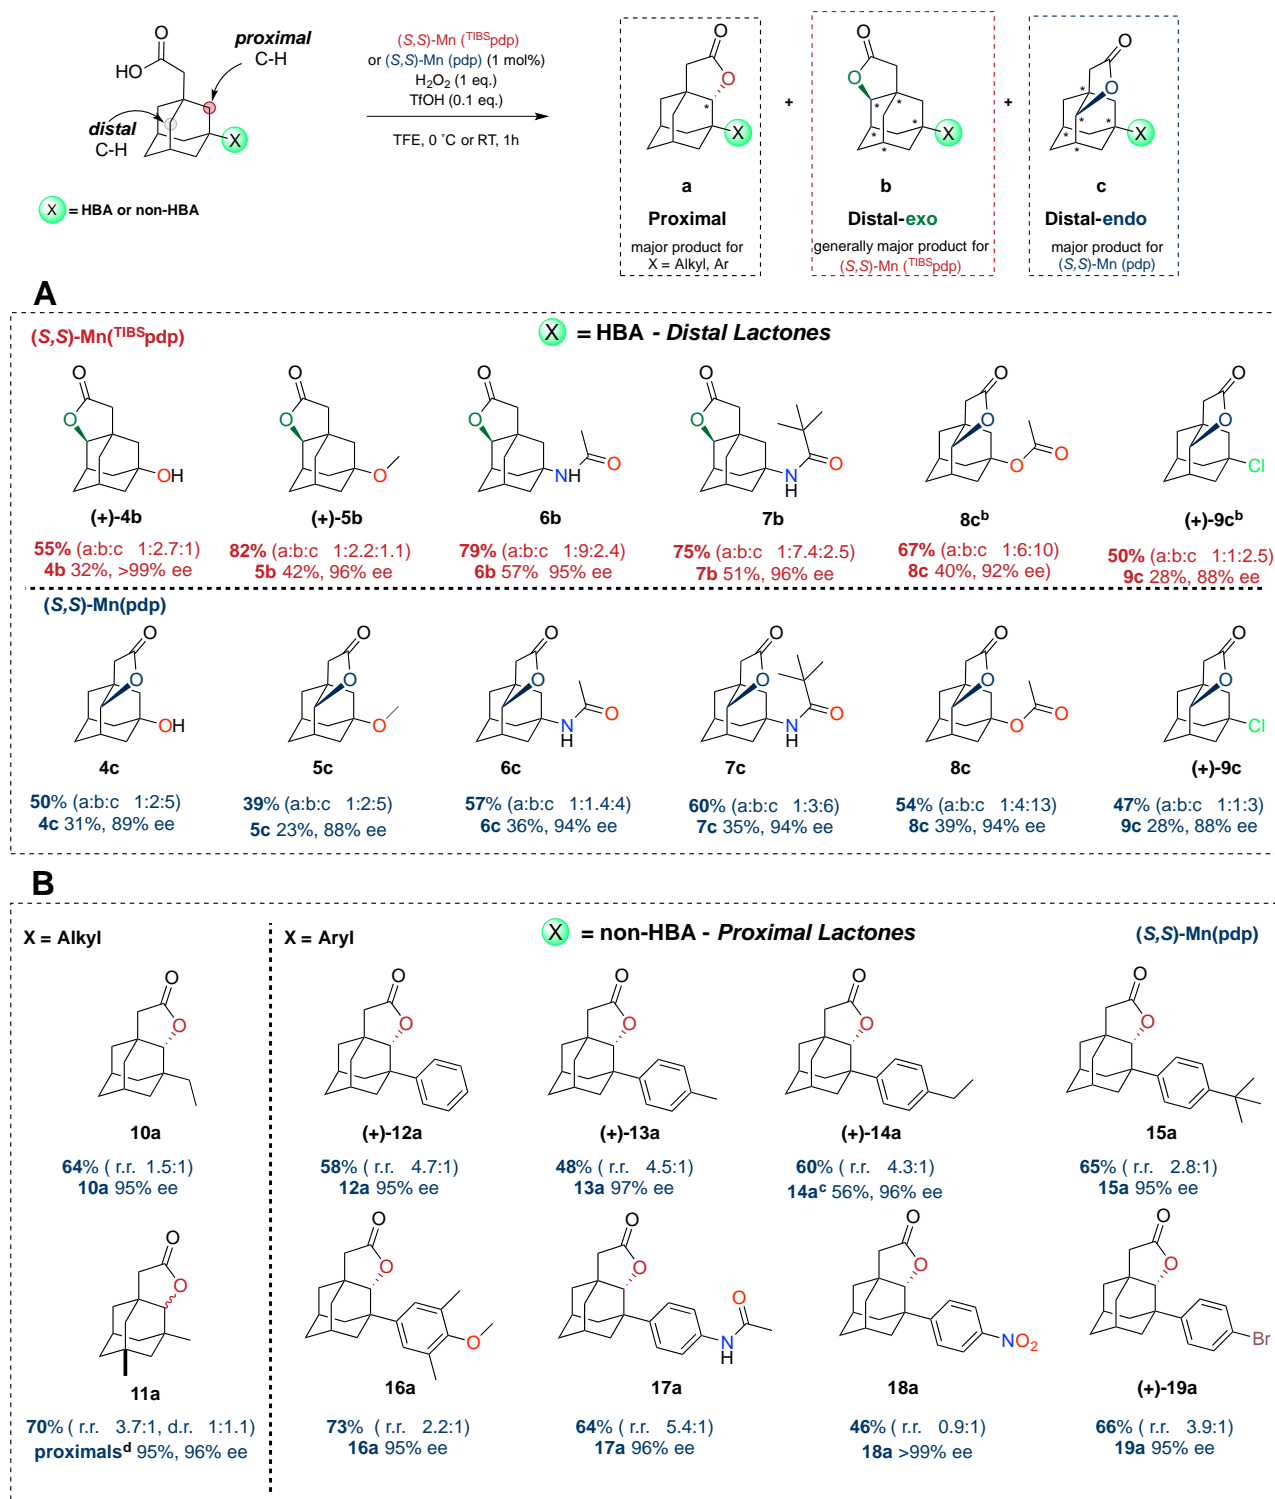 proximal
C-H
HO
O
distal
C-H
X
X = HBA or non-HBA
(S,S)-Mn (TIBSpdp)
or (S,S)-Mn (pdp) (1 mol%)
H2O2 (1 eq.)
TfOH (0.1 eq.)
TFE, 0 °C or RT, 1h
O
O
*
X
a
Proximal
major product for
X = Alkyl, Ar
+
O
O
* * * * *
X
b
Distal-exo
generally major product for
(S,S)-Mn (TIBSpdp)
+
O
O
* * * * *
X
c
Distal-endo
major product for
(S,S)-Mn (pdp)
A
(S,S)-Mn(TIBSpdp)
X = HBA - Distal Lactones
O
O
OH
(+)-4b
55% (a:b:c 1:2.7:1)
4b 32%, >99% ee
O
O
O
(+)-5b
82% (a:b:c 1:2.2:1.1)
5b 42%, 96% ee
O
O
NH
O
6b
79% (a:b:c 1:9:2.4)
6b 57% 95% ee
O
O
N
H
O
7b
75% (a:b:c 1:7.4:2.5)
7b 51%, 96% ee
O
O
O
O
8cb
67% (a:b:c 1:6:10)
8c 40%, 92% ee)
O
O
Cl
(+)-9cb
50% (a:b:c 1:1:2.5)
9c 28%, 88% ee
(S,S)-Mn(pdp)
O
O
OH
4c
50% (a:b:c 1:2:5)
4c 31%, 89% ee
O
O
O
5c
39% (a:b:c 1:2:5)
5c 23%, 88% ee
O
O
N
H
O
6c
57% (a:b:c 1:1.4:4)
6c 36%, 94% ee
O
O
N
H
O
7c
60% (a:b:c 1:3:6)
7c 35%, 94% ee
O
O
O
O
8c
54% (a:b:c 1:4:13)
8c 39%, 94% ee
O
O
Cl
(+)-9c
47% (a:b:c 1:1:3)
9c 28%, 88% ee
B
X = Alkyl
X = Aryl
X = non-HBA - Proximal Lactones
(S,S)-Mn(pdp)
O
O
10a
64% ( r.r. 1.5:1)
10a 95% ee
O
O
(+)-12a
58% ( r.r. 4.7:1)
12a 95% ee
O
O
(+)-13a
48% ( r.r. 4.5:1)
13a 97% ee
O
O
(+)-14a
60% ( r.r. 4.3:1)
14ac 56%, 96% ee
O
O
15a
65% ( r.r. 2.8:1)
15a 95% ee
O
O
11a
70% ( r.r. 3.7:1, d.r. 1:1.1)
proximalsd 95%, 96% ee
O
O
O
16a
73% ( r.r. 2.2:1)
16a 95% ee
O
O
O
N
H
17a
64% ( r.r. 5.4:1)
17a 96% ee
O
O
NO2
18a
46% ( r.r. 0.9:1)
18a >99% ee
O
O
Br
(+)-19a
66% ( r.r. 3.9:1)
19a 95% ee